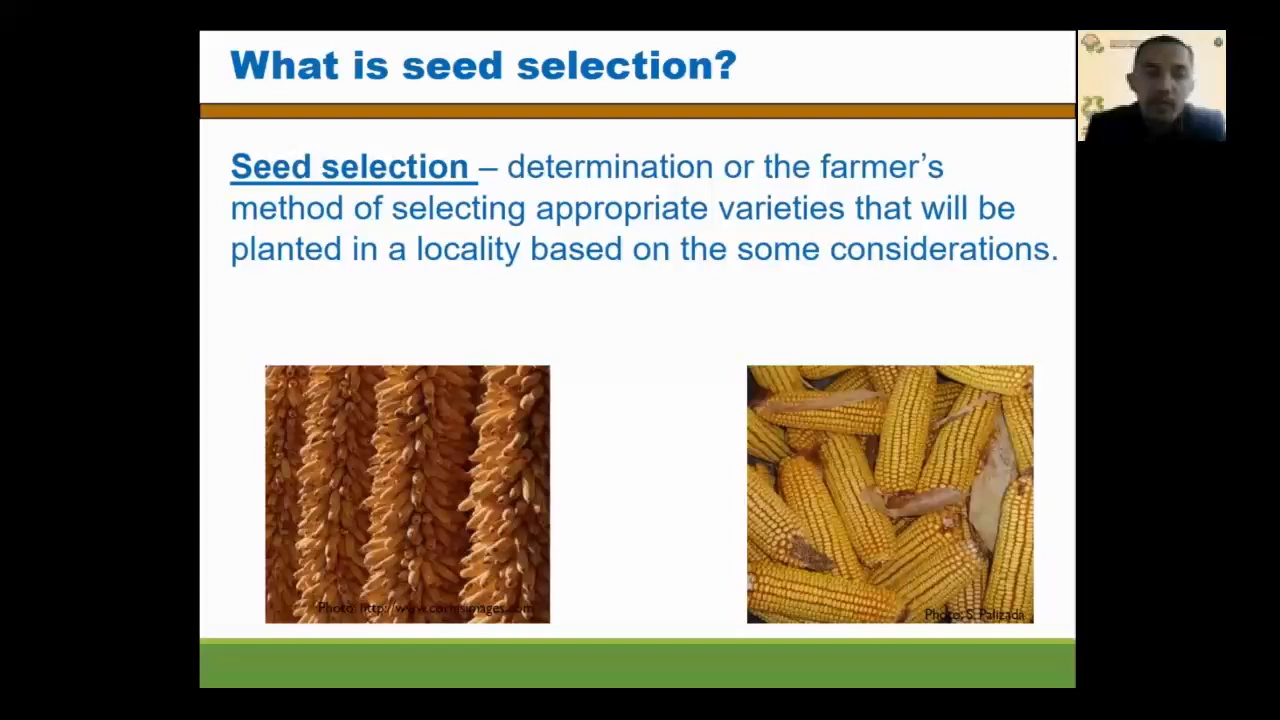 What is seed selection?
Seed selection – determination or the farmer's
method of selecting appropriate varieties that will be
planted in a locality based on the some considerations.
Photo: http://www.corbisimages.com
Photo: S. Palizada